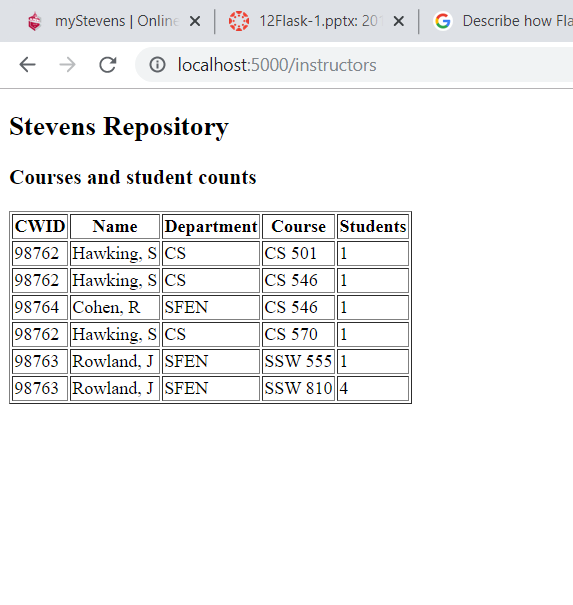 myStevens | Online
12Flask-1.pptx: 20
Describe how Fla
localhost:5000/instructors
Stevens Repository
Courses and student counts
CWID Name Department Course Students
98762 Hawking, S CS CS 501 1
98762 Hawking, S CS CS 546 1
98764 Cohen, R SFEN CS 546 1
98762 Hawking, S CS CS 570 1
98763 Rowland, J SFEN SSW 555 1
98763 Rowland, J SFEN SSW 810 4